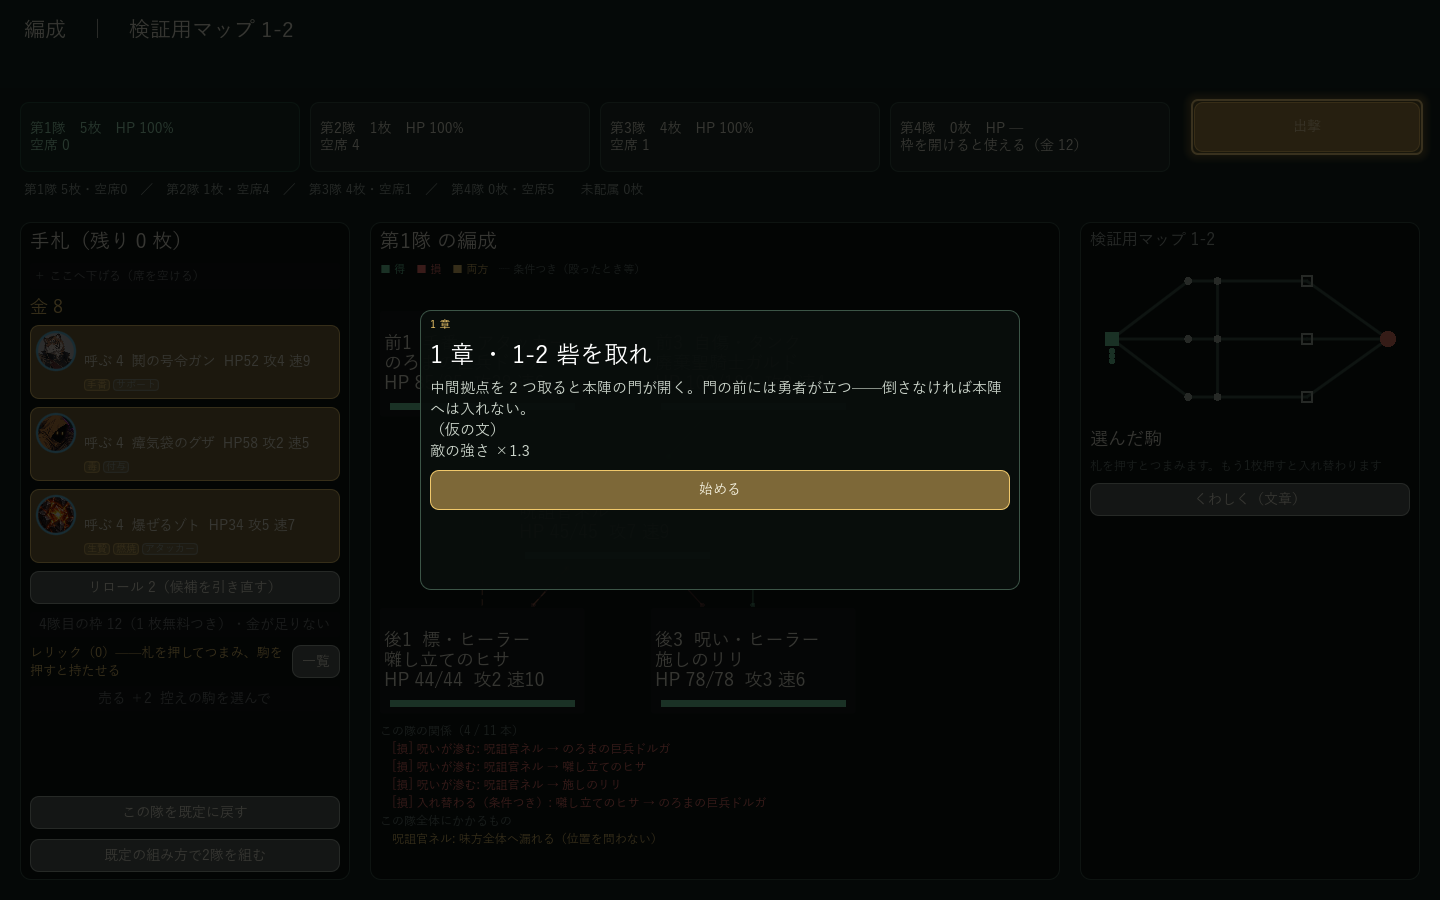 編成 ｜ 検証用マップ 1-2
第1隊 5枚 HP 100%
空席 0
第2隊 1枚 HP 100%
空席 4
第3隊 4枚 HP 100%
空席 1
第4隊 0枚 HP —
枠を開けると使える（金 12）
出撃
第1隊 5枚・空席0 ／ 第2隊 1枚・空席4 ／ 第3隊 4枚・空席1 ／ 第4隊 0枚・空席5 未配属 0枚
手札（残り 0 枚）
＋ ここへ下げる（席を空ける）
金 8
呼ぶ 4 関の号令ガン HP52 攻4 速9
サポート
呼ぶ 4 瘴気袋のグザ HP58 攻2 速5
呼ぶ 4 爆ぜるゾト HP34 攻5 速7
アタッカー
リロール 2（候補を引き直す）
4隊目の枠 12（1 枚無料つき）・金が足りない
レリック（0）――札を押してつまみ、駒を
押すと持たせる
一覧
売る ＋2 控えの駒を選んで
この隊を既定に戻す
既定の組み方で2隊を組む
第1隊 の編成
■ 得 ■ 損 ■ 両方 ┄ 条件つき（図ったとき等）
前1
のろ
HP 8
1 章
1 章 ・ 1-2 砦を取れ
中間拠点を 2 つ取ると本陣の門が開く。門の前には勇者が立つ――倒さなければ本陣
へは入れない。
（仮の文）
敵の強さ ×1.3
始める
後1 標・ヒーラー
囃し立てのヒサ
HP 44/44 攻2 速10
後3 呪い・ヒーラー
施しのリリ
HP 78/78 攻3 速6
この隊の関係（4 / 11 本）
[損] 呪いが滲む: 呪詛官ネル → のろまの巨兵ドルガ
[損] 呪いが滲む: 呪詛官ネル → 囃し立てのヒサ
[損] 呪いが滲む: 呪詛官ネル → 施しのリリ
[損] 入れ替わる（条件つき）: 囃し立てのヒサ → のろまの巨兵ドルガ
この隊全体にかかるもの
呪詛官ネル: 味方全体へ漏れる（位置を問わない）
検証用マップ 1-2
選んだ駒
札を押すとつまみます。もう1枚押すと入れ替わります
くわしく（文章）